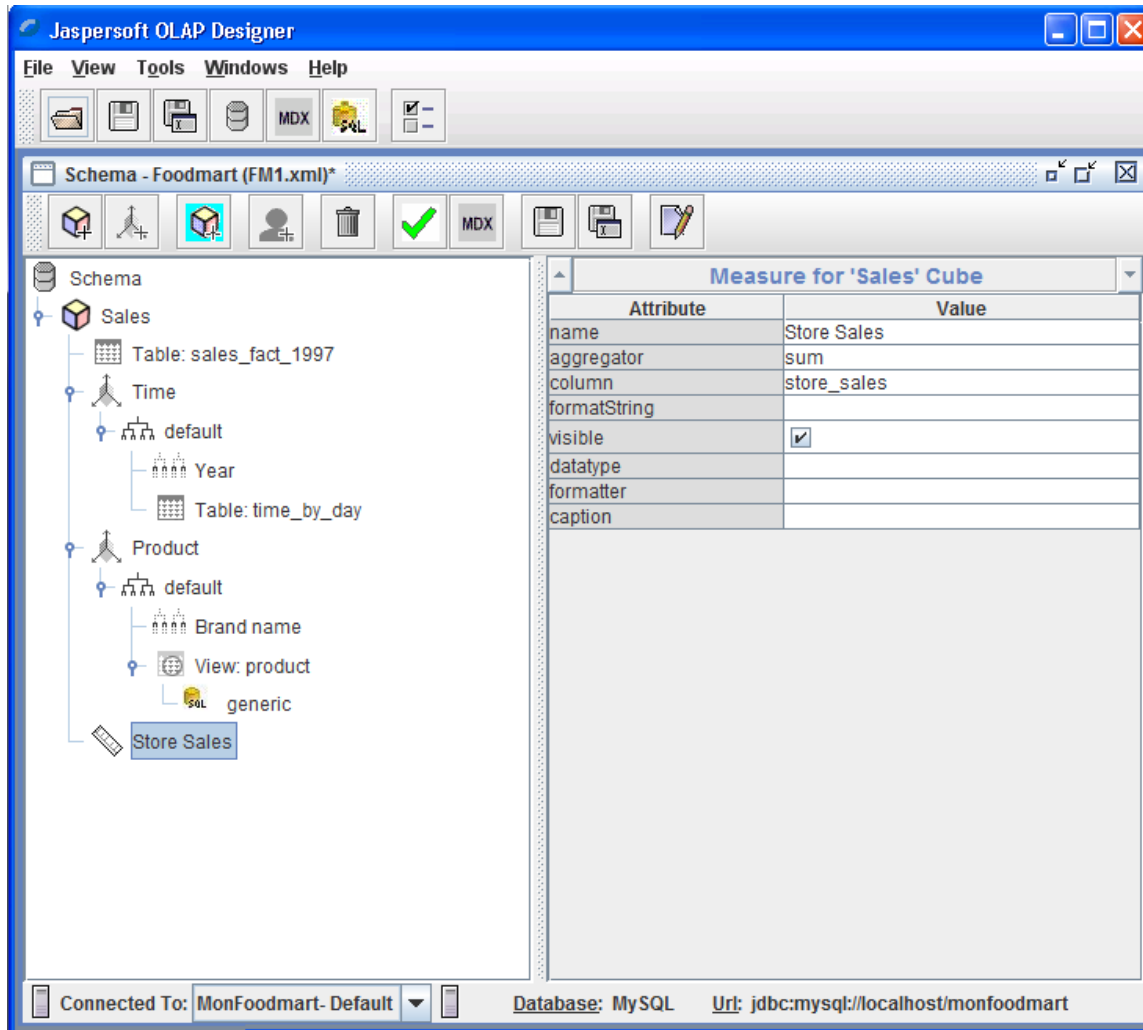 Jaspersoft OLAP Designer
File View Tools Windows Help
MDX SQL
Schema - Foodmart (FM1.xml)*
MDX
Schema
Sales
Table: sales_fact_1997
Time
default
Year
Table: time_by_day
Product
default
Brand name
View: product
SQL generic
Store Sales
Measure for 'Sales' Cube
Attribute Value
name Store Sales
aggregator sum
column store_sales
formatString
visible
datatype
formatter
caption
Connected To: MonFoodmart- Default Database: MySQL Url: jdbc:mysql://localhost/monfoodmart